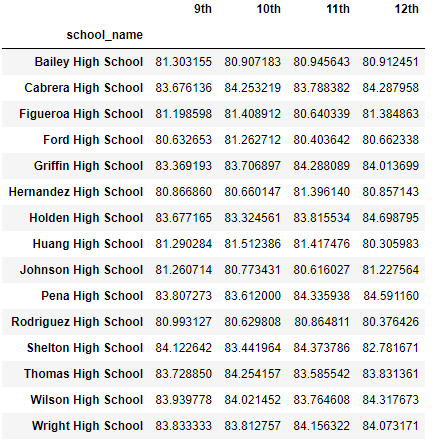 9th 10th 11th 12th
school_name
Bailey High School 81.303155 80.907183 80.945643 80.912451
Cabrera High School 83.676136 84.253219 83.788382 84.287958
Figueroa High School 81.198598 81.408912 80.640339 81.384863
Ford High School 80.632653 81.262712 80.403642 80.662338
Griffin High School 83.369193 83.706897 84.288089 84.013699
Hernandez High School 80.866860 80.660147 81.396140 80.857143
Holden High School 83.677165 83.324561 83.815534 84.698795
Huang High School 81.290284 81.512386 81.417476 80.305983
Johnson High School 81.260714 80.773431 80.616027 81.227564
Pena High School 83.807273 83.612000 84.335938 84.591160
Rodriguez High School 80.993127 80.629808 80.864811 80.376426
Shelton High School 84.122642 83.441964 84.373786 82.781671
Thomas High School 83.728850 84.254157 83.585542 83.831361
Wilson High School 83.939778 84.021452 83.764608 84.317673
Wright High School 83.833333 83.812757 84.156322 84.073171